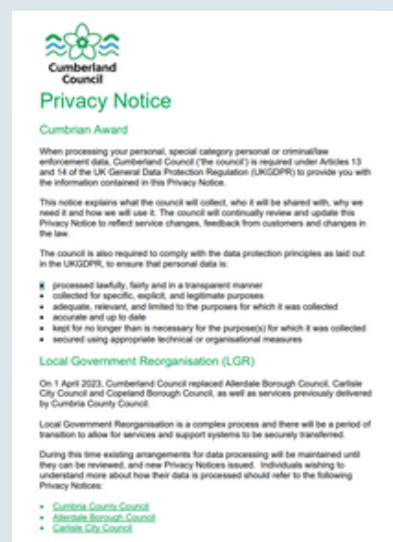 Cumberland
Council
Privacy Notice
Cumbrian Award
When processing your personal, special category personal or criminal/law
enforcement data, Cumberland Council ('the council') is required under Articles 13
and 14 of the UK General Data Protection Regulation (UKGDPR) to provide you with
the information contained in this Privacy Notice.
This notice explains what the council will collect, who it will be shared with, why we
need it and how we will use it. The council will continually review and update this
Privacy Notice to reflect service changes, feedback from customers and changes in
the law.
The council is also required to comply with the data protection principles as laid out
in the UKGDPR, to ensure that personal data is:
• processed lawfully, fairly and in a transparent manner
• collected for specific, explicit, and legitimate purposes
• adequate, relevant, and limited to the purposes for which it was collected
• accurate and up to date
• kept for no longer than is necessary for the purpose(s) for which it was collected
• secured using appropriate technical or organisational measures
Local Government Reorganisation (LGR)
On 1 April 2023, Cumberland Council replaced Allerdale Borough Council, Carlisle
City Council and Copeland Borough Council, as well as services previously delivered
by Cumbria County Council.
Local Government Reorganisation is a complex process and there will be a period of
transition to allow for services and support systems to be securely transferred.
During this time existing arrangements for data processing will be maintained until
they can be reviewed, and new Privacy Notices issued. Individuals wishing to
understand more about how their data is processed should refer to the following
Privacy Notices:
• Cumbria County Council
• Allerdale Borough Council
• Carlisle City Council